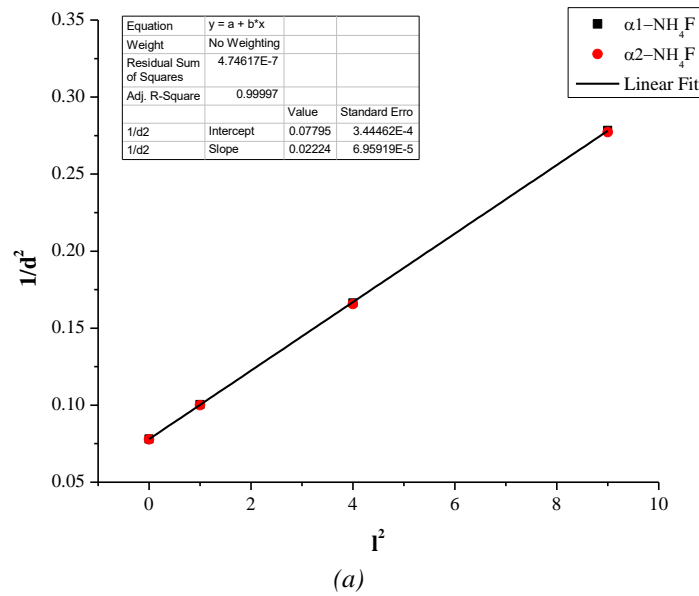 Equation y = a + b*x
Weight No Weighting
Residual Sum of Squares 4.74617E-7
Adj. R-Square 0.99997
Value Standard Erro
1/d2 Intercept 0.07795 3.44462E-4
1/d2 Slope 0.02224 6.95919E-5
α1–NH₄F
α2–NH₄F
Linear Fit
0.35
0.30
0.25
0.20
0.15
0.10
0.05
1/d²
0 2 4 6 8 10
l²
(a)